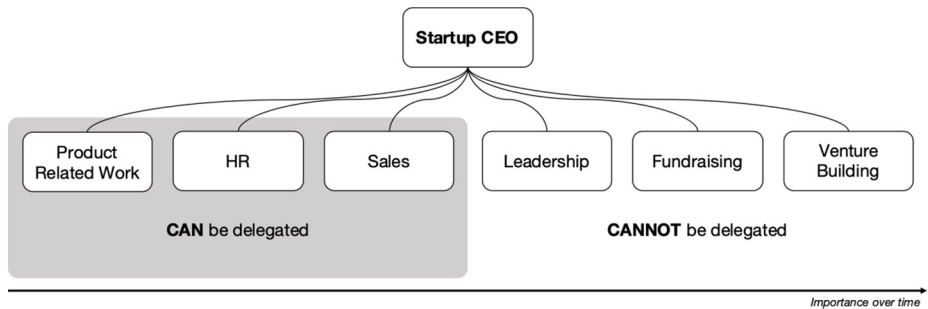 Startup CEO
Product
Related Work
HR
Sales
Leadership
Fundraising
Venture
Building
CAN be delegated
CANNOT be delegated
Importance over time